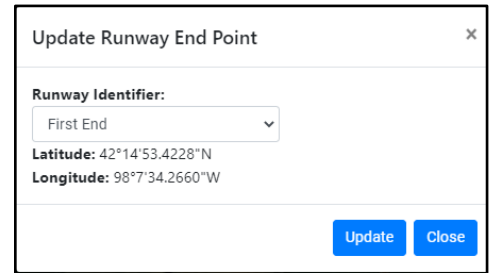 Update Runway End Point ×
Runway Identifier:
First End
Latitude: 42°14'53.4228"N
Longitude: 98°7'34.2660"W
Update Close